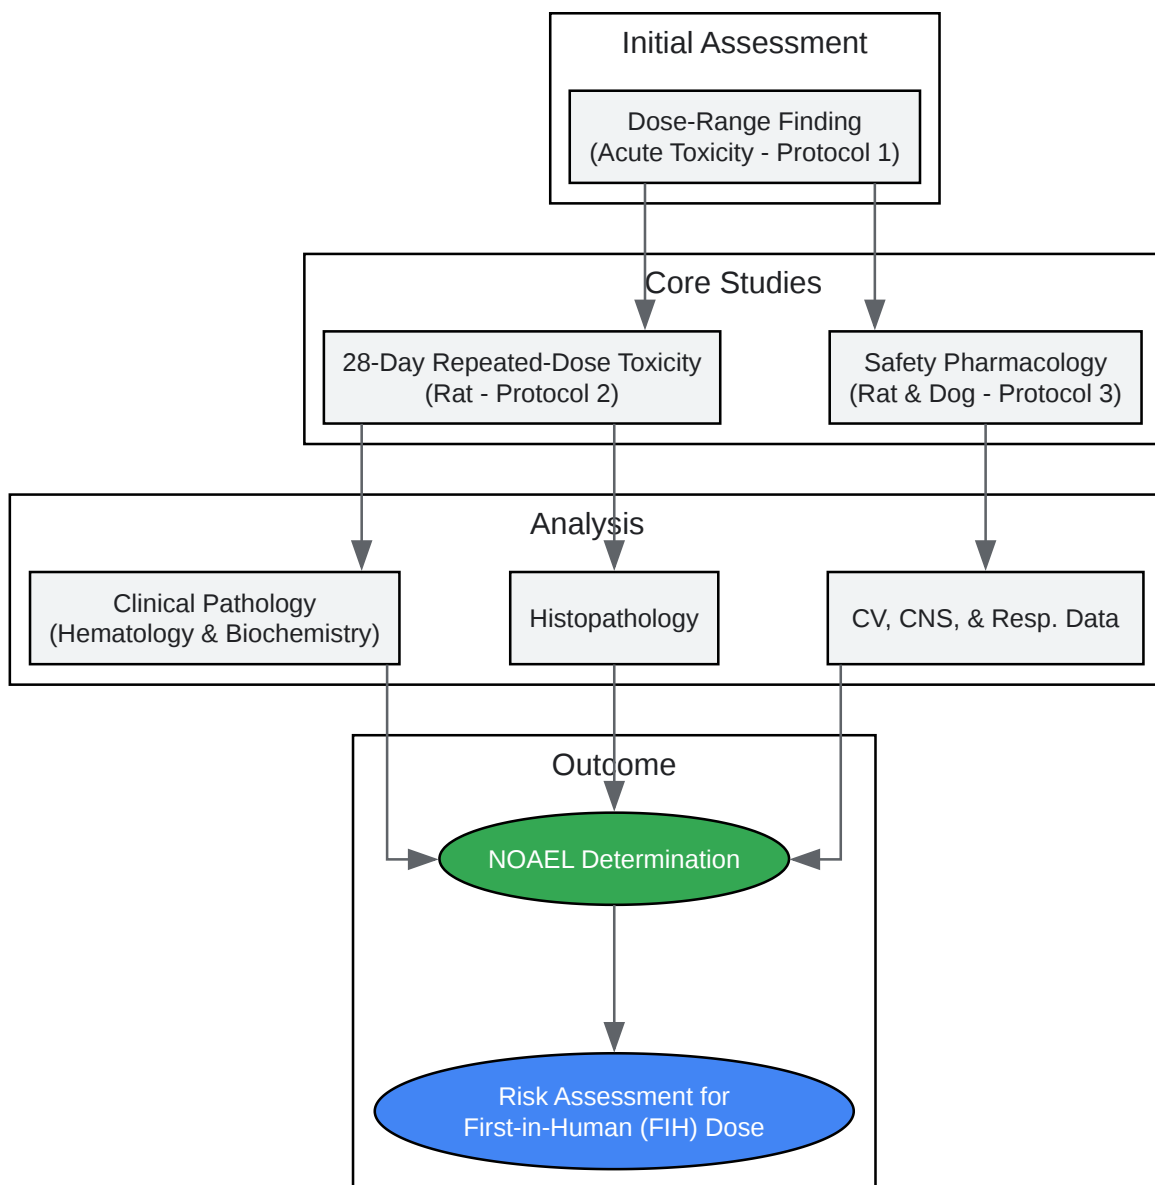 Initial Assessment
Dose-Range Finding
(Acute Toxicity - Protocol 1)
Core Studies
28-Day Repeated-Dose Toxicity
(Rat - Protocol 2)
Safety Pharmacology
(Rat & Dog - Protocol 3)
Analysis
Clinical Pathology
(Hematology & Biochemistry)
Histopathology
CV, CNS, & Resp. Data
Outcome
NOAEL Determination
Risk Assessment for
First-in-Human (FIH) Dose